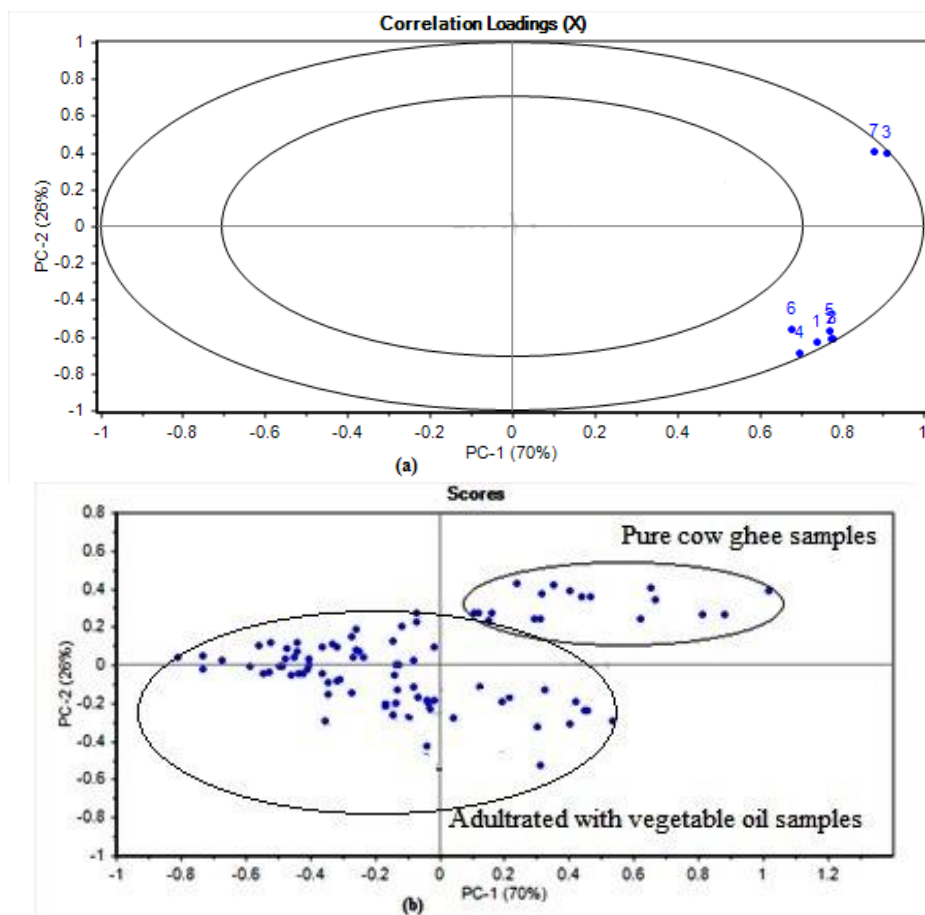 Correlation Loadings (X)
1
0.8
0.6
7 3
0.4
0.2
0
PC-2 (26%)
-0.2
-0.4
6 5
4 1
-0.6
-0.8
-1
-1 -0.8 -0.6 -0.4 -0.2 0 0.2 0.4 0.6 0.8 1
PC-1 (70%)
(a)
Scores
0.8
Pure cow ghee samples
0.6
0.4
0.2
0
PC-2 (26%)
-0.2
-0.4
-0.6
-0.8
Adultrated with vegetable oil samples
-1
-1 -0.8 -0.6 -0.4 -0.2 0 0.2 0.4 0.6 0.8 1 1.2
PC-1 (70%)
(b)